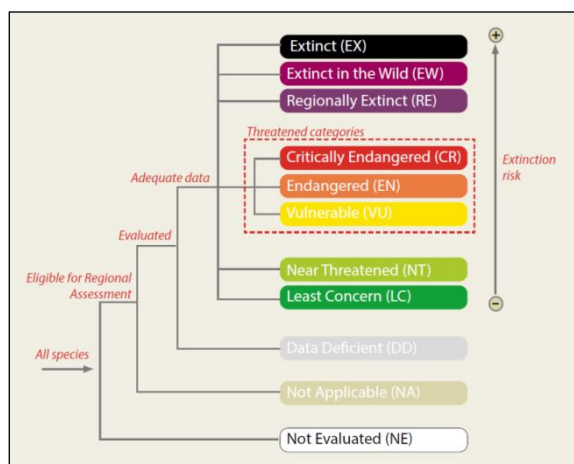 Extinct (EX)
Extinct in the Wild (EW)
Regionally Extinct (RE)
Threatened categories
Critically Endangered (CR)
Adequate data
Extinction
risk
Endangered (EN)
Vulnerable (VU)
Evaluated
Eligible for Regional
Assessment
Near Threatened (NT)
Least Concern (LC)
Data Deficient (DD)
All species
Not Applicable (NA)
Not Evaluated (NE)